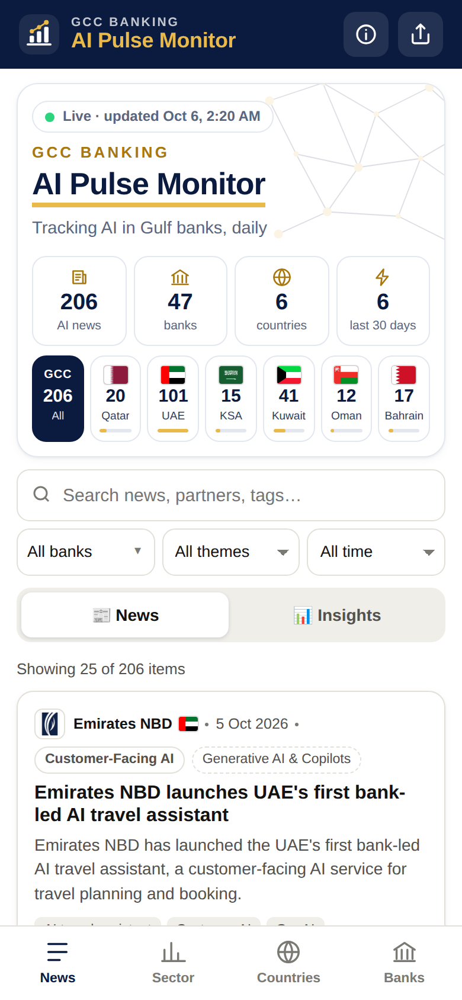 GCC BANKING
AI Pulse Monitor
Live · updated Oct 6, 2:20 AM
GCC BANKING
AI Pulse Monitor
Tracking AI in Gulf banks, daily
206
AI news
47
banks
6
countries
6
last 30 days
GCC
206
All
20
Qatar
101
UAE
15
KSA
41
Kuwait
12
Oman
17
Bahrain
Search news, partners, tags…
All banks
All themes
All time
News
Insights
Showing 25 of 206 items
Emirates NBD • 5 Oct 2026 •
Customer-Facing AI
Generative AI & Copilots
Emirates NBD launches UAE's first bank-
led AI travel assistant
Emirates NBD has launched the UAE's first bank-led
AI travel assistant, a customer-facing AI service for
travel planning and booking.
News
Sector
Countries
Banks